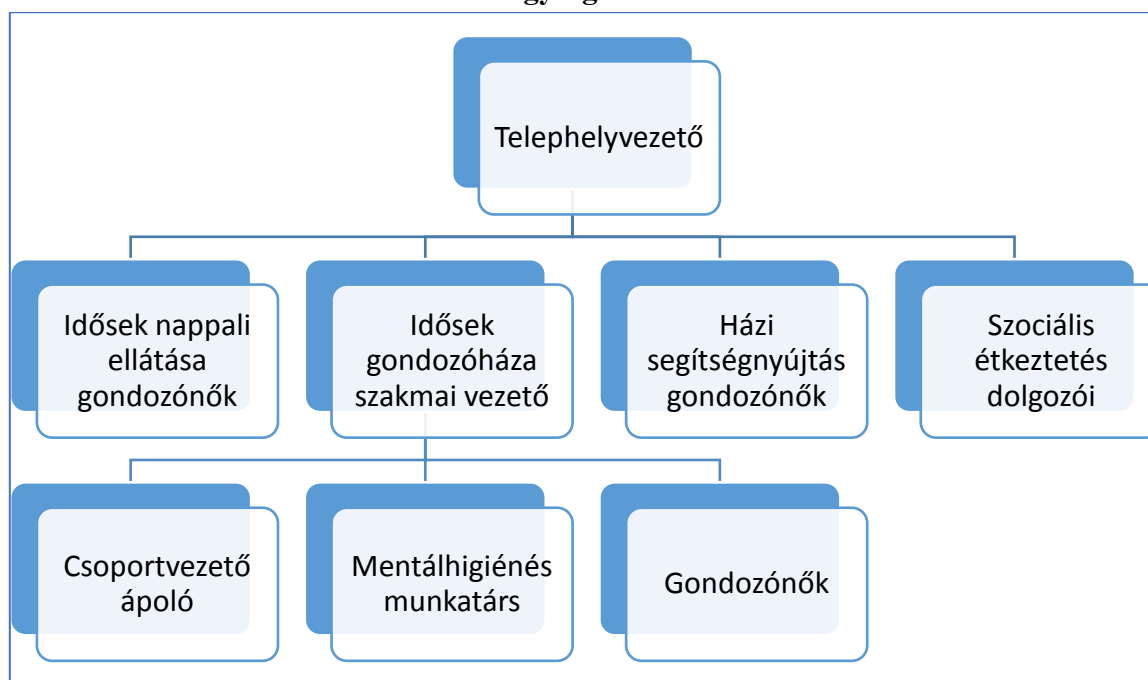 Telephelyvezető
Idősek nappali
ellátása
gondozónők
Idősek
gondozóháza
szakmai vezető
Házi
segítségnyújtás
gondozónők
Szociális
étkeztetés
dolgozói
Csoportvezető
ápoló
Mentálhigiénés
munkatárs
Gondozónők